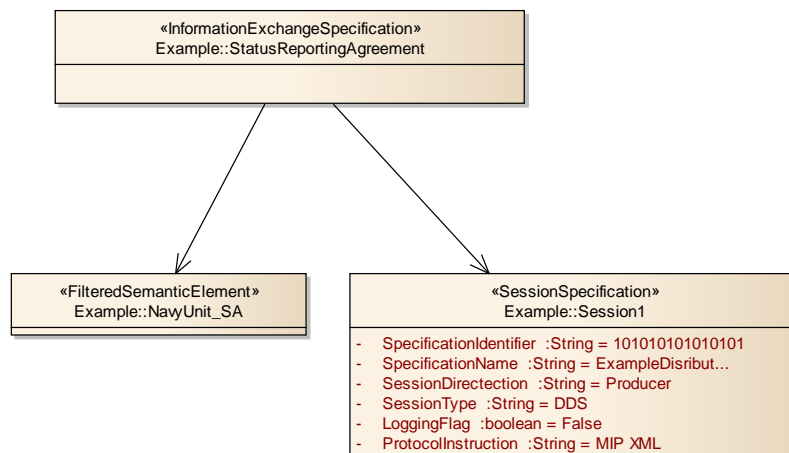 «InformationExchangeSpecification»
Example::StatusReportingAgreement
«FilteredSemanticElement»
Example::NavyUnit_SA
«SessionSpecification»
Example::Session1
- SpecificationIdentifier :String = 101010101010101
- SpecificationName :String = ExampleDisribut...
- SessionDirectection :String = Producer
- SessionType :String = DDS
- LoggingFlag :boolean = False
- ProtocolInstruction :String = MIP XML